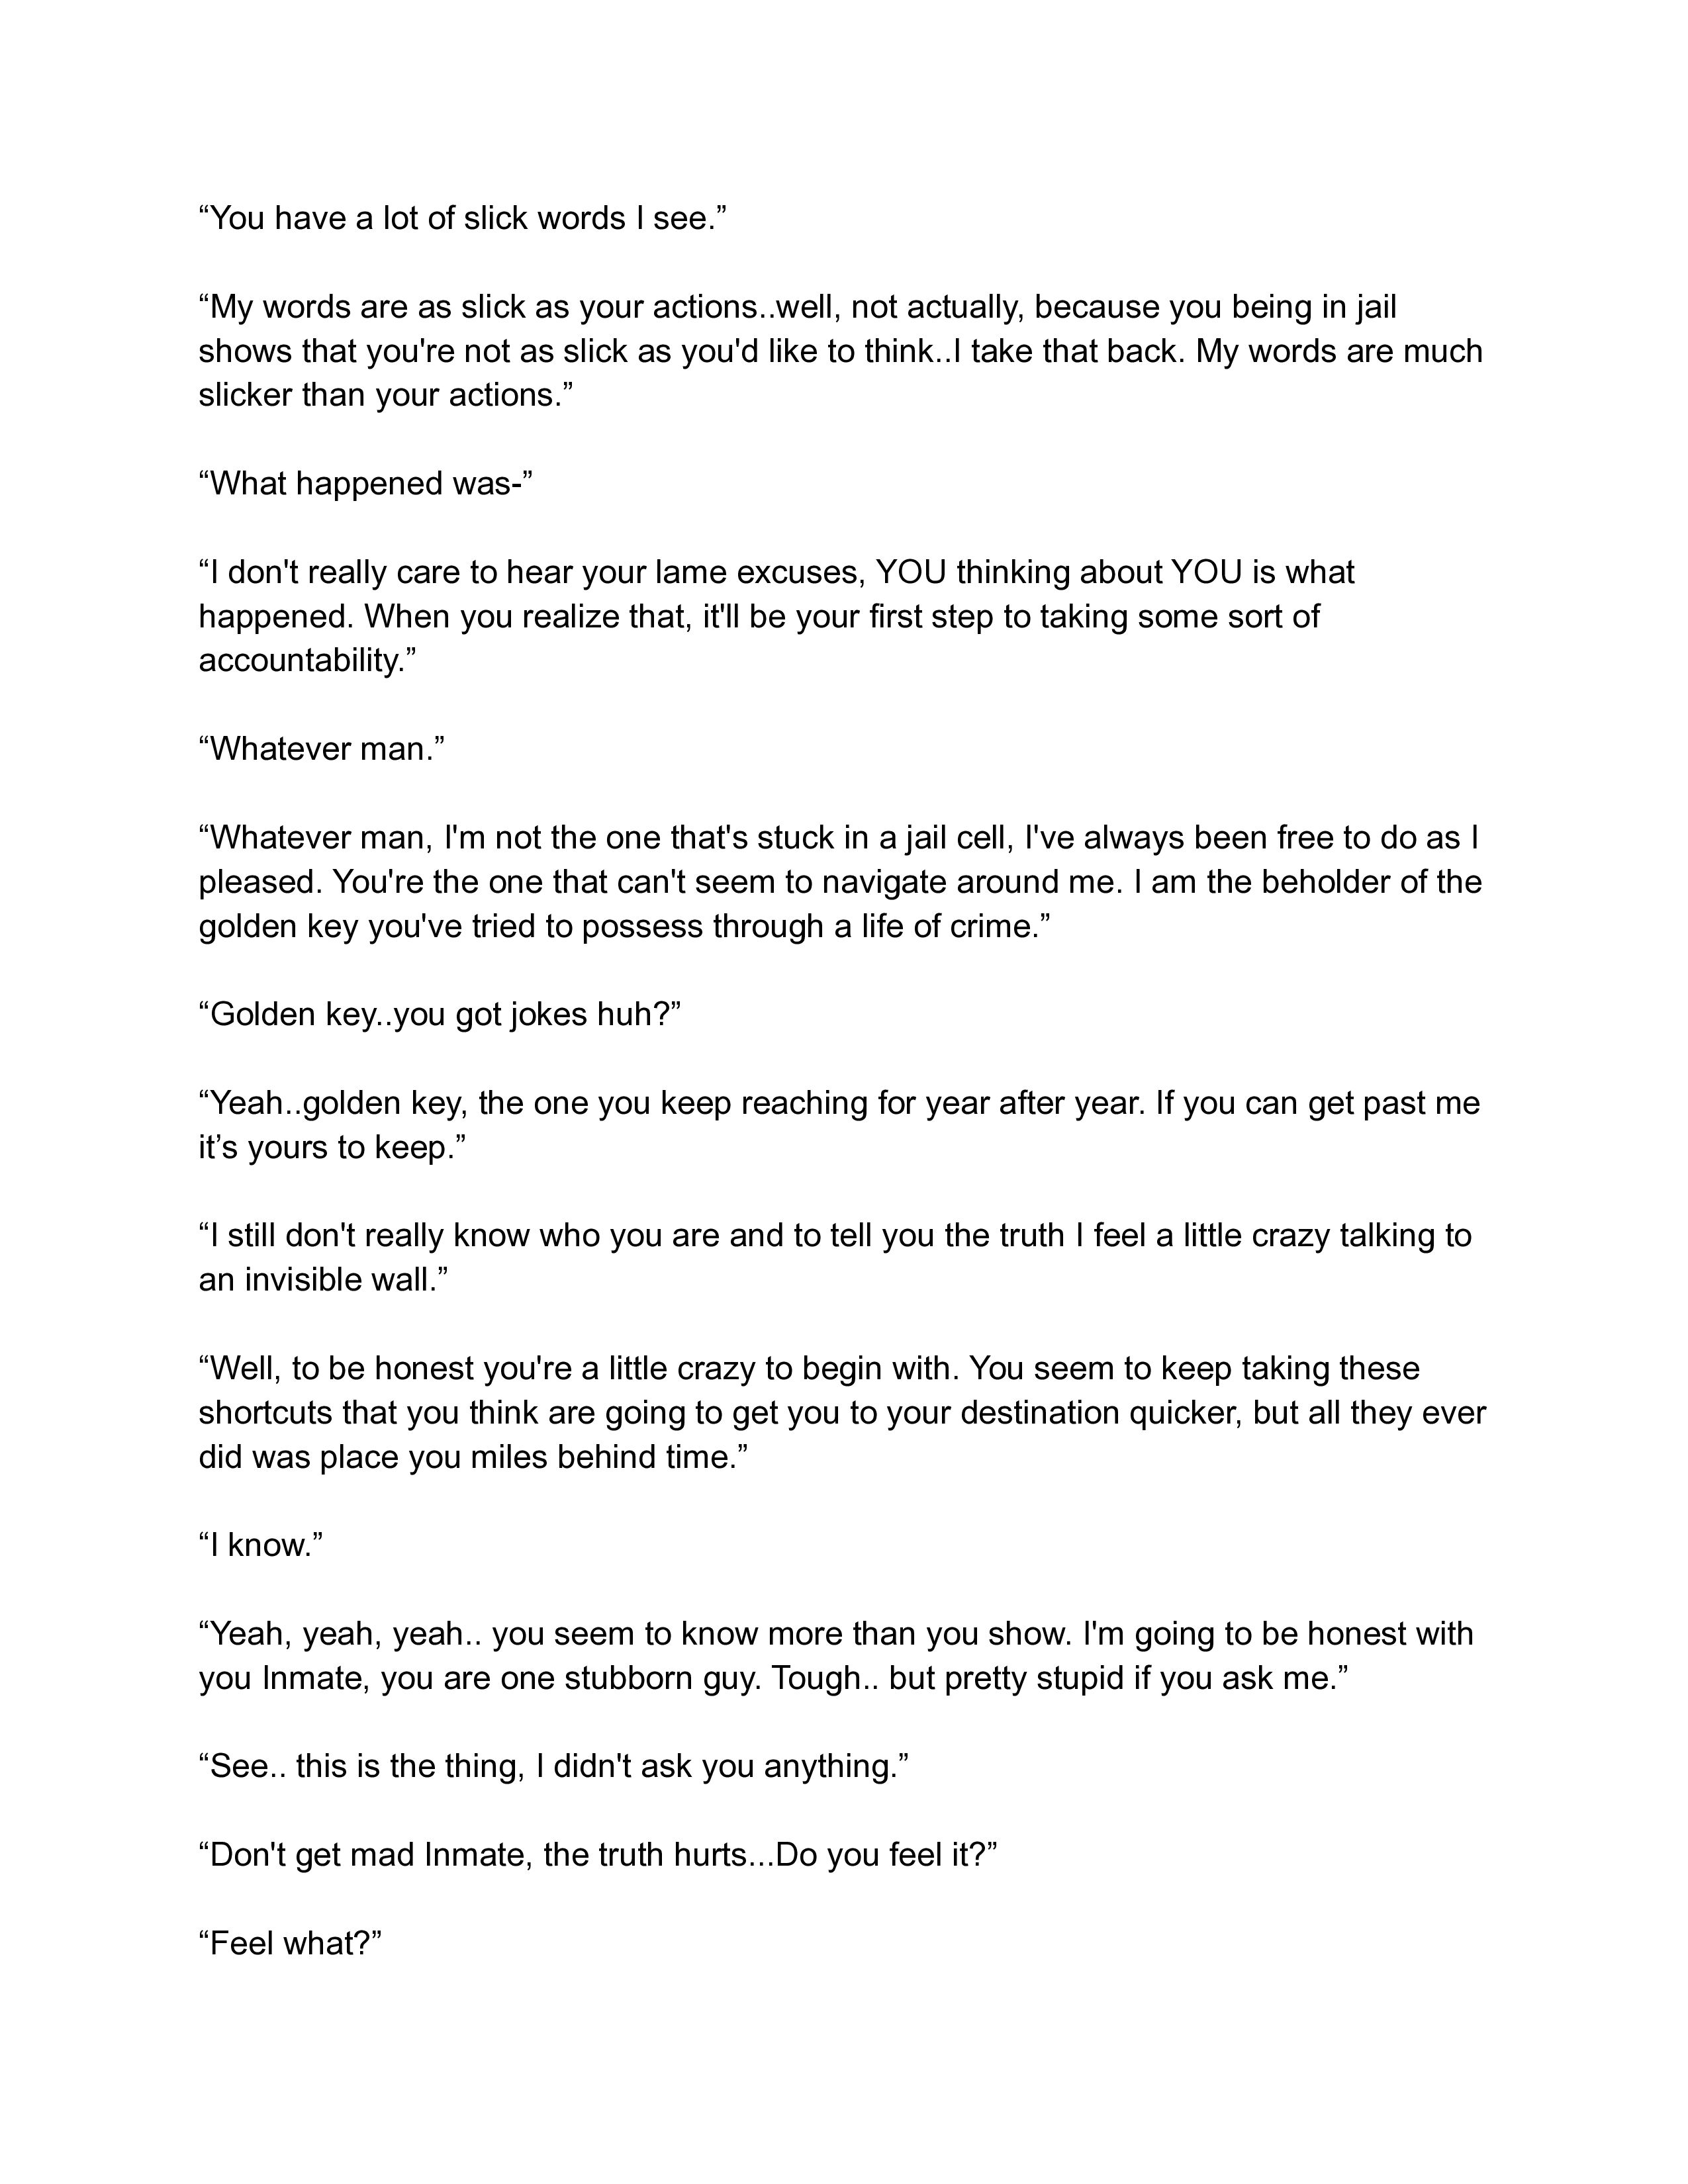 “You have a lot of slick words I see.”
“My words are as slick as your actions..well, not actually, because you being in jail
shows that you're not as slick as you'd like to think..I take that back. My words are much
slicker than your actions.”
“What happened was-”
“I don't really care to hear your lame excuses, YOU thinking about YOU is what
happened. When you realize that, it'll be your first step to taking some sort of
accountability.”
“Whatever man.”
“Whatever man, I'm not the one that's stuck in a jail cell, I've always been free to do as I
pleased. You're the one that can't seem to navigate around me. I am the beholder of the
golden key you've tried to possess through a life of crime.”
“Golden key..you got jokes huh?”
“Yeah..golden key, the one you keep reaching for year after year. If you can get past me
it’s yours to keep.”
“I still don't really know who you are and to tell you the truth I feel a little crazy talking to
an invisible wall.”
“Well, to be honest you're a little crazy to begin with. You seem to keep taking these
shortcuts that you think are going to get you to your destination quicker, but all they ever
did was place you miles behind time.”
“I know.”
“Yeah, yeah, yeah.. you seem to know more than you show. I'm going to be honest with
you Inmate, you are one stubborn guy. Tough.. but pretty stupid if you ask me.”
“See.. this is the thing, I didn't ask you anything.”
“Don't get mad Inmate, the truth hurts...Do you feel it?”
“Feel what?”